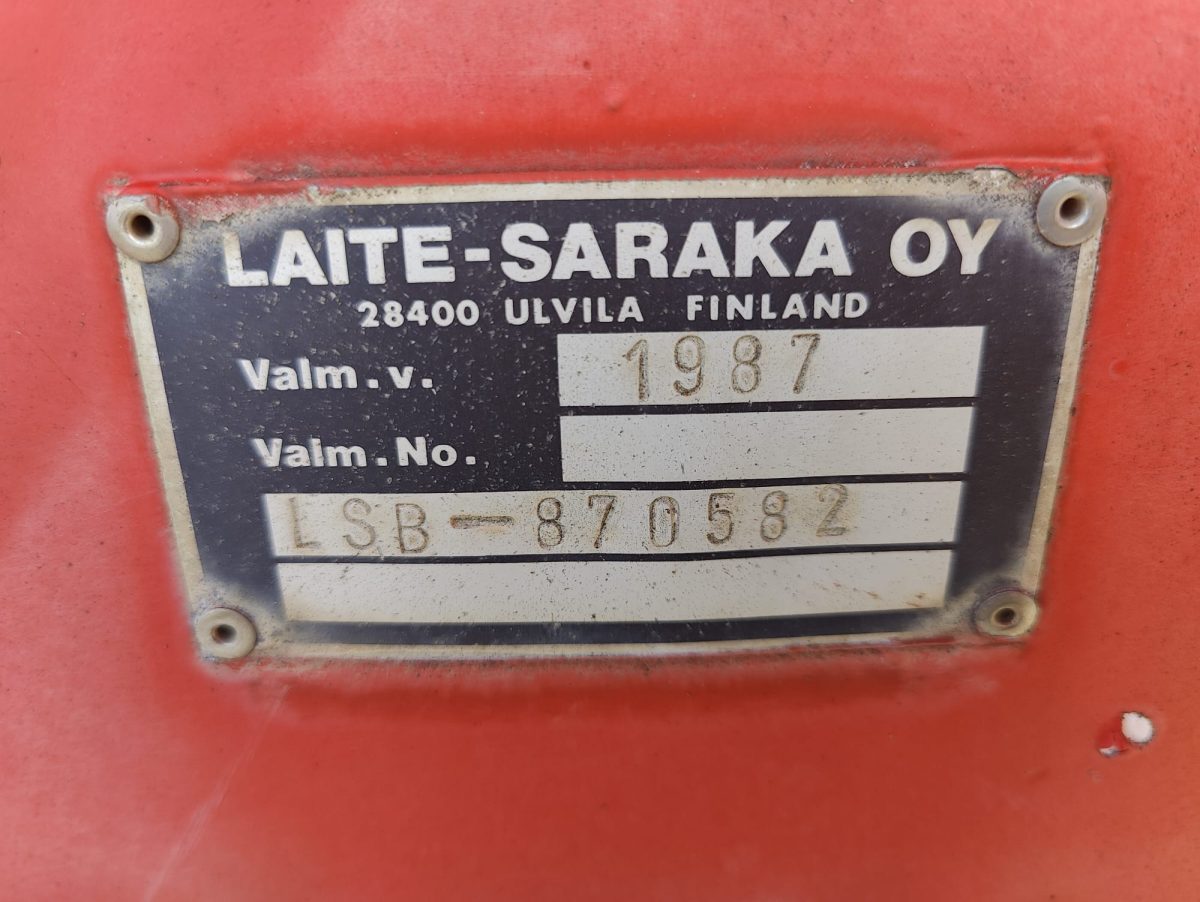 LAITE-SARAKA OY
28400 ULVILA FINLAND
Valm.v. 1987
Valm.No.
LSB-870582